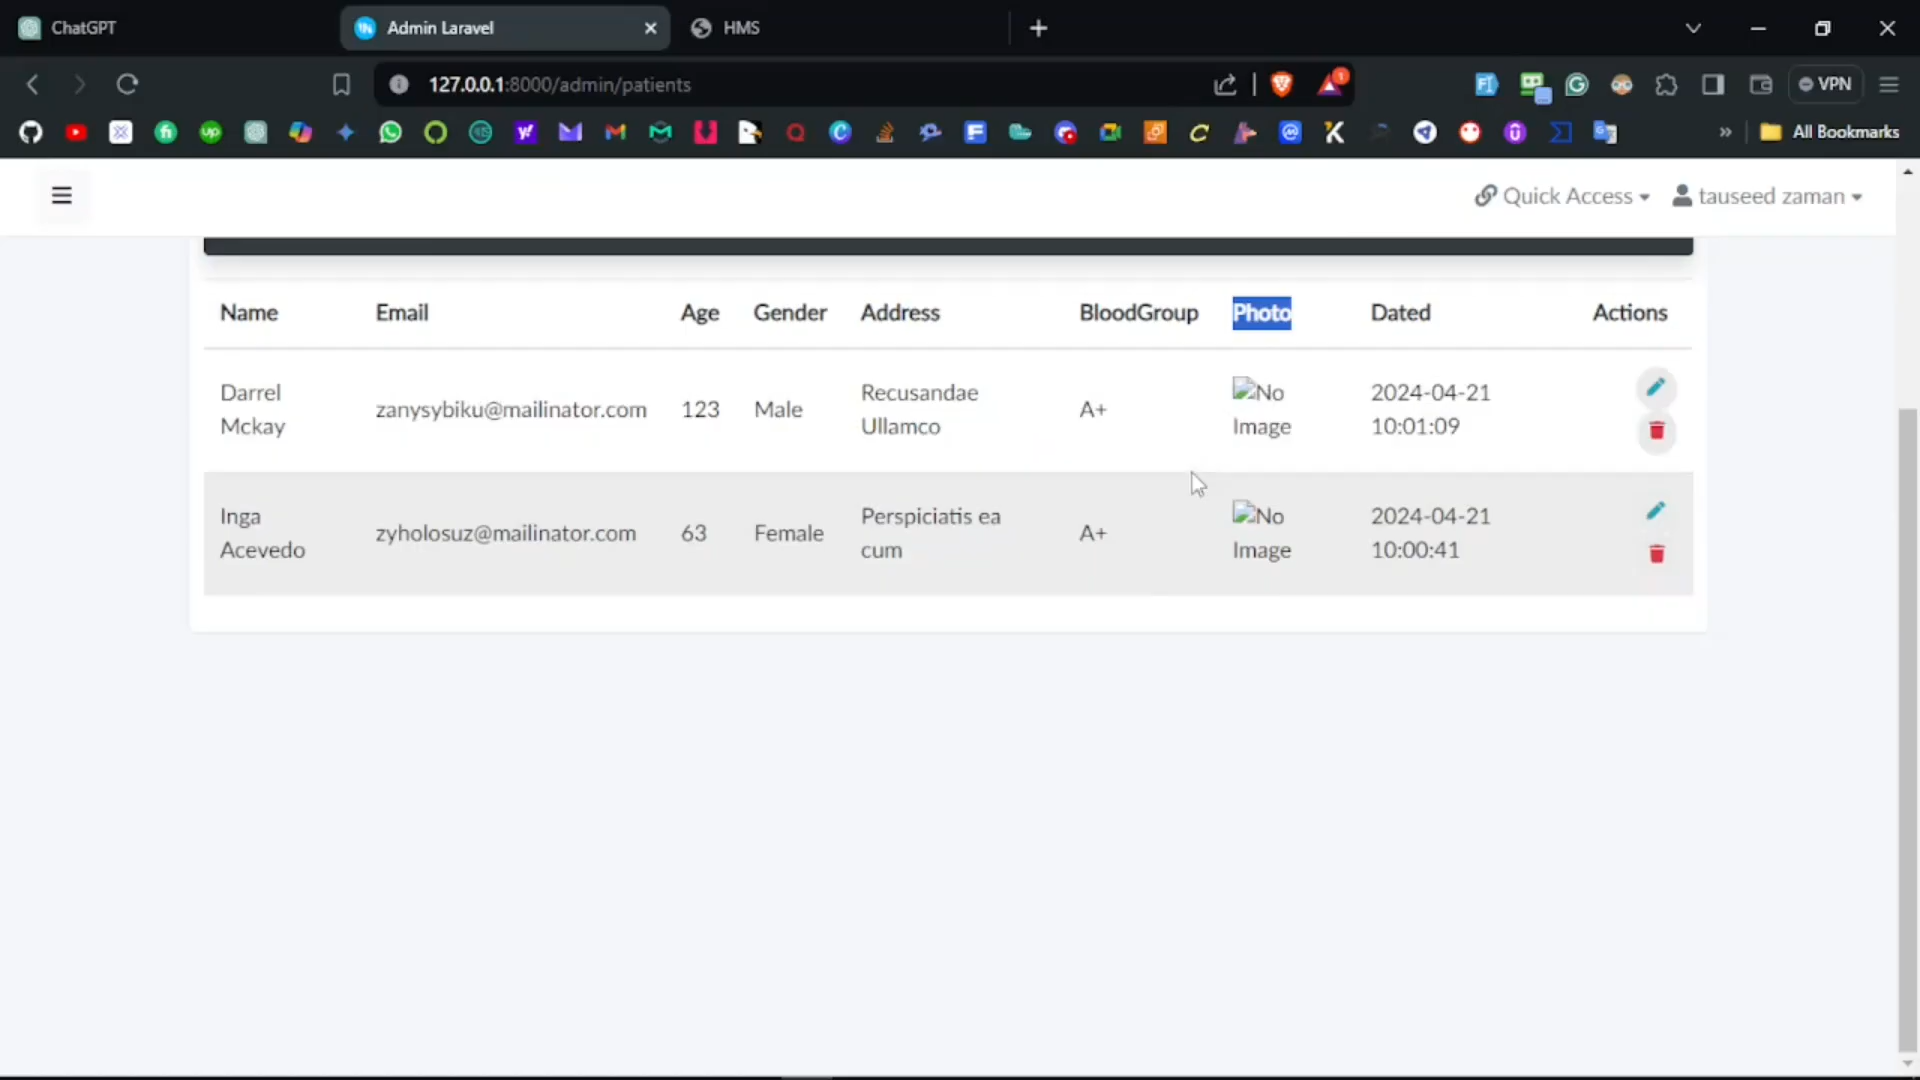 ChatGPT
Admin Laravel
HMS
127.0.0.1:8000/admin/patients
1
VPN
All Bookmarks
Quick Access
tauseed zaman
Name Email Age Gender Address BloodGroup Photo Dated Actions
Darrel
Mckay
zanysybiku@mailinator.com
123
Male
Recusandae
Ullamco
A+
No
Image
2024-04-21
10:01:09
Inga
Acevedo
zyholosuz@mailinator.com
63
Female
Perspiciatis ea
cum
A+
No
Image
2024-04-21
10:00:41